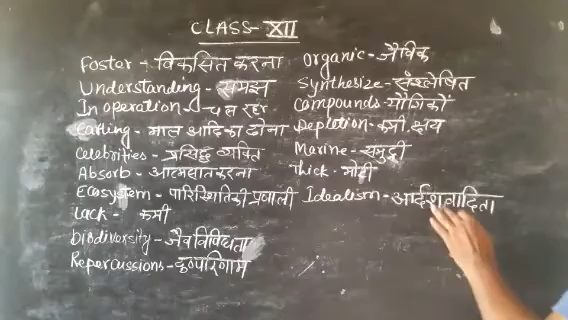 CLASS-XII
Foster - विकसित करना
Understanding - समझ
In operation - चल रहा
Carting - माल आदि का ढोना
Celebrities - प्रसिद्ध व्यक्ति
Absorb - आत्मसात करना
Ecosystem - पारिस्थितिकी प्रणाली
Lack - कमी
biodiversity - जैव विविधता
Repercussions - दुष्परिणाम
Organic - जैविक
Synthesize - संश्लेषित
Compounds - यौगिकों
Depletion - कमी, क्षय
Marine - समुद्री
Thick - मोटी
Idealism - आर्दशवादिता